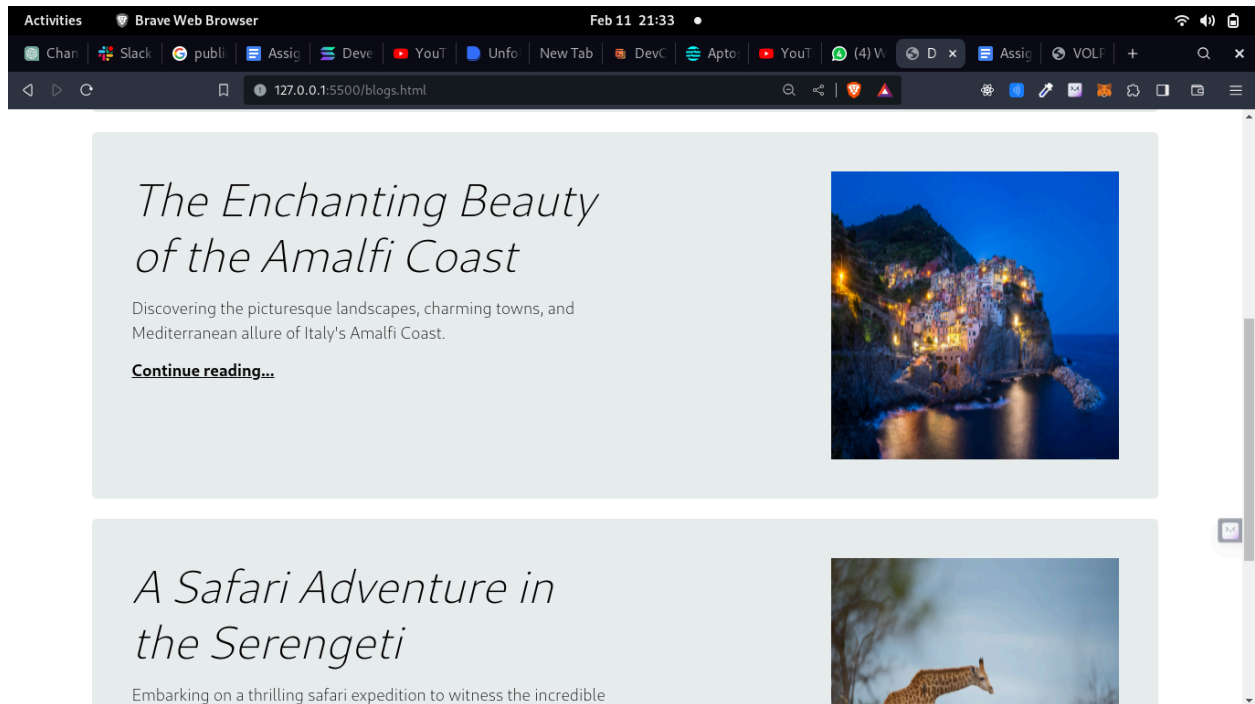 Activities Brave Web Browser Feb 11 21:33
Chan Slack public Assig Deve YouT Unfo New Tab DevC Aptos YouT (4) W D Assig VOLP
127.0.0.1:5500/blogs.html
The Enchanting Beauty
of the Amalfi Coast
Discovering the picturesque landscapes, charming towns, and
Mediterranean allure of Italy's Amalfi Coast.
Continue reading...
A Safari Adventure in
the Serengeti
Embarking on a thrilling safari expedition to witness the incredible